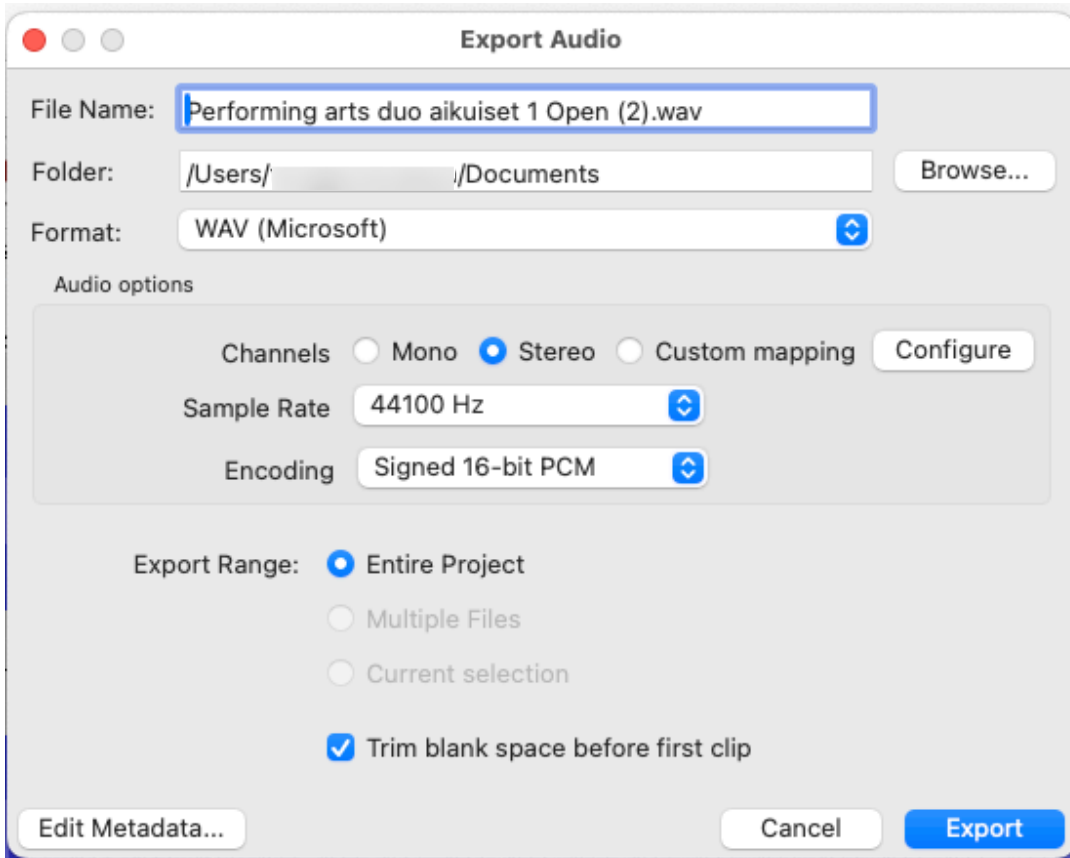 Export Audio
File Name: Performing arts duo aikuiset 1 Open (2).wav
Folder: /Users/ /Documents Browse...
Format: WAV (Microsoft)
Audio options
Channels Mono Stereo Custom mapping Configure
Sample Rate 44100 Hz
Encoding Signed 16-bit PCM
Export Range: Entire Project
Multiple Files
Current selection
Trim blank space before first clip
Edit Metadata... Cancel Export